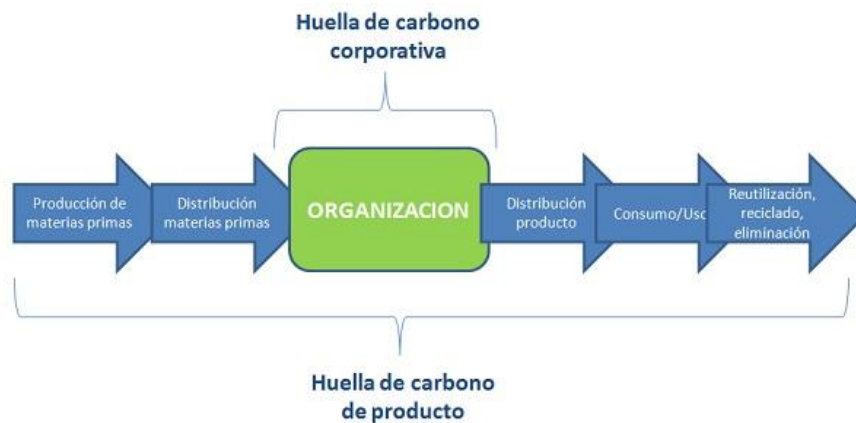 Huella de carbono
corporativa
Producción de
materias primas
Distribución
materias primas
ORGANIZACION
Distribución
producto
Consumo/Uso
Reutilización,
reciclado,
eliminación
Huella de carbono
de producto